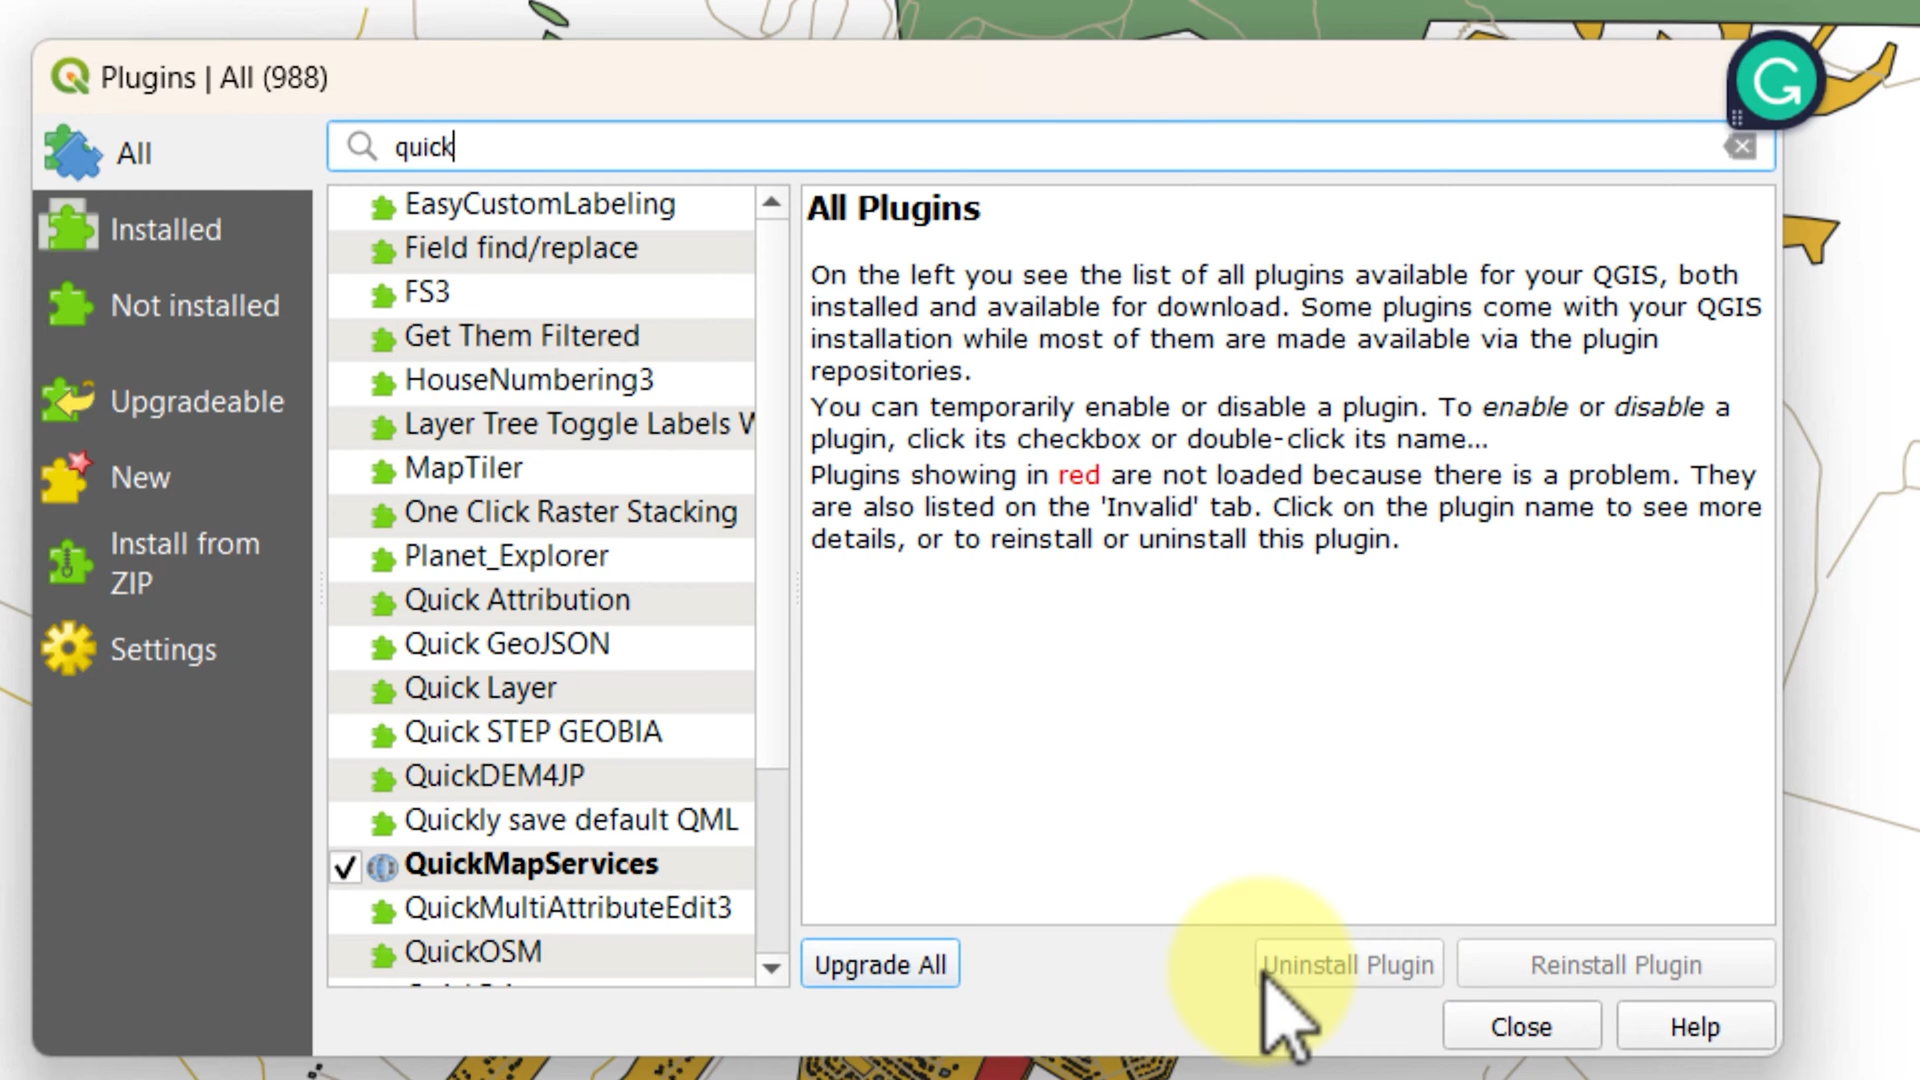 Plugins | All (988)
All
Installed
Not installed
Upgradeable
New
Install from
ZIP
Settings
quick
EasyCustomLabeling
Field find/replace
FS3
Get Them Filtered
HouseNumbering3
Layer Tree Toggle Labels
MapTiler
One Click Raster Stacking
Planet_Explorer
Quick Attribution
Quick GeoJSON
Quick Layer
Quick STEP GEOBIA
QuickDEM4JP
Quickly save default QML
QuickMapServices
QuickMultiAttributeEdit3
QuickOSM
All Plugins
On the left you see the list of all plugins available for your QGIS, both
installed and available for download. Some plugins come with your QGIS
installation while most of them are made available via the plugin
repositories.
You can temporarily enable or disable a plugin. To enable or disable a
plugin, click its checkbox or double-click its name...
Plugins showing in red are not loaded because there is a problem. They
are also listed on the 'Invalid' tab. Click on the plugin name to see more
details, or to reinstall or uninstall this plugin.
Upgrade All
Uninstall Plugin
Reinstall Plugin
Close
Help